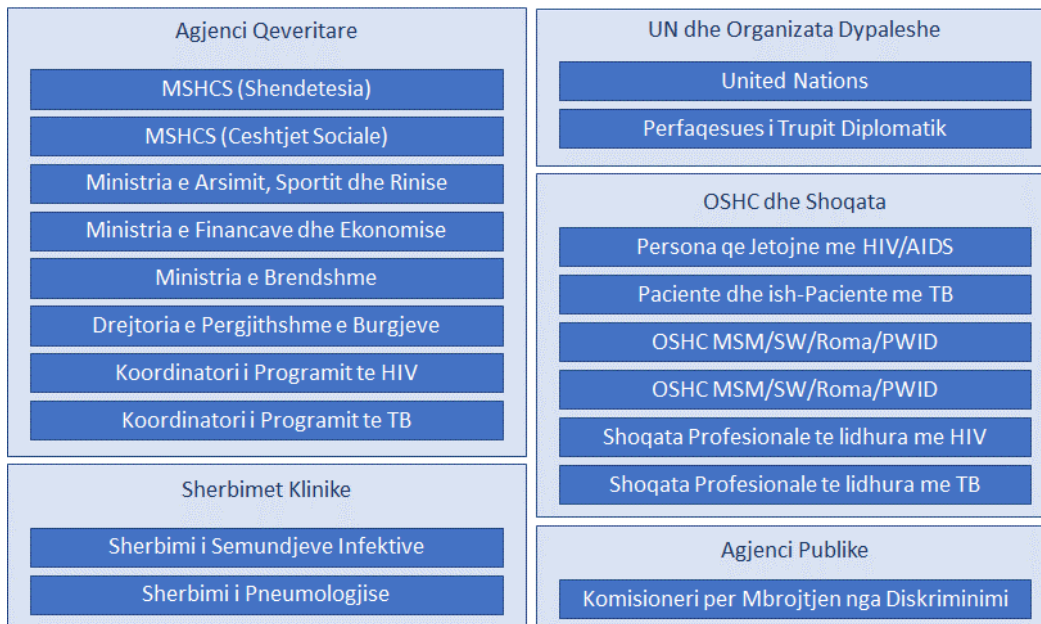 Agjenci Qeveritare
MSHCS (Shendetesia)
MSHCS (Ceshtjet Sociale)
Ministria e Arsimit, Sportit dhe Rinise
Ministria e Financave dhe Ekonomise
Ministria e Brendshme
Drejtoria e Pergjithshme e Burgjeve
Koordinatori i Programit te HIV
Koordinatori i Programit te TB
Sherbimet Klinike
Sherbimi i Semundjeve Infektive
Sherbimi i Pneumologjise
UN dhe Organizata Dypaleshe
United Nations
Perfaqesues i Trupit Diplomatik
OSHC dhe Shoqata
Persona qe Jetojne me HIV/AIDS
Paciente dhe ish-Paciente me TB
OSHC MSM/SW/Roma/PWID
OSHC MSM/SW/Roma/PWID
Shoqata Profesionale te lidhura me HIV
Shoqata Profesionale te lidhura me TB
Agjenci Publike
Komisioneri per Mbrojtjen nga Diskriminimi